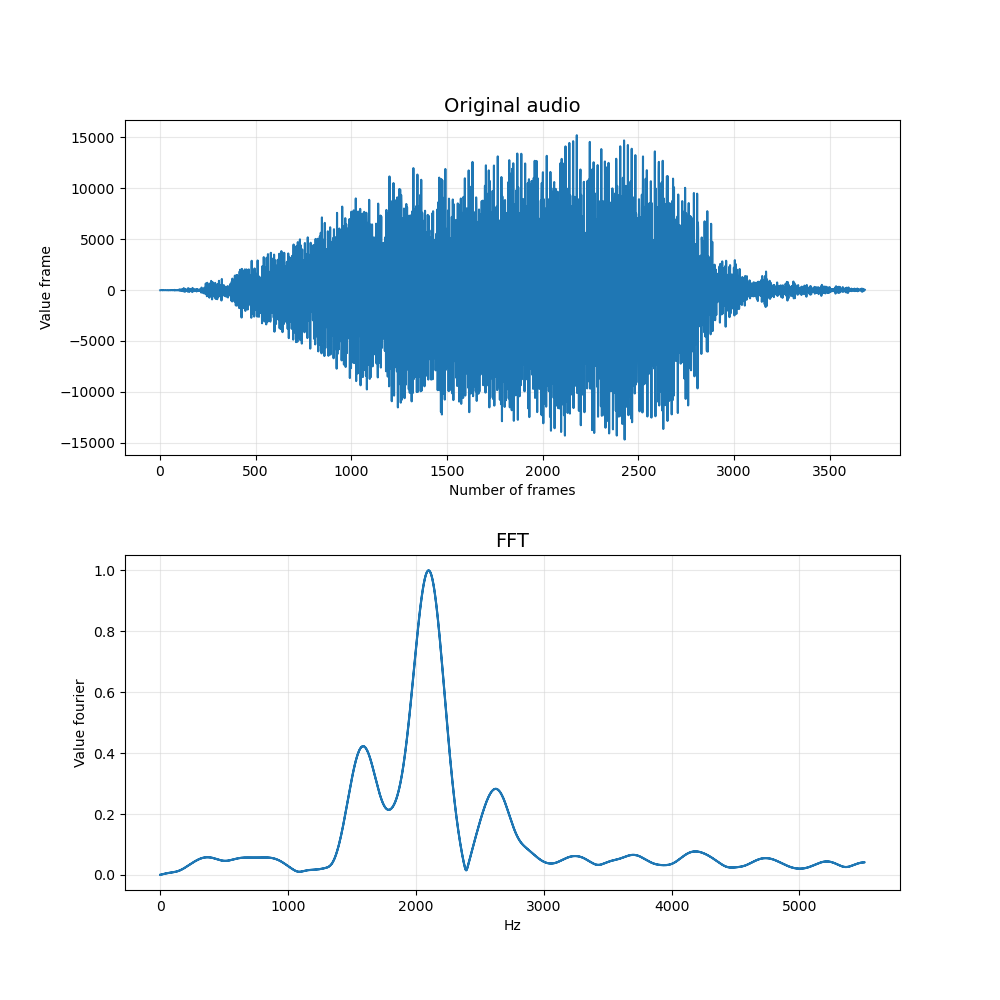 Original audio
15000
10000
5000
0
−5000
−10000
−15000
Value frame
0 500 1000 1500 2000 2500 3000 3500
Number of frames
FFT
1.0
0.8
0.6
0.4
0.2
0.0
Value fourier
0 1000 2000 3000 4000 5000
Hz